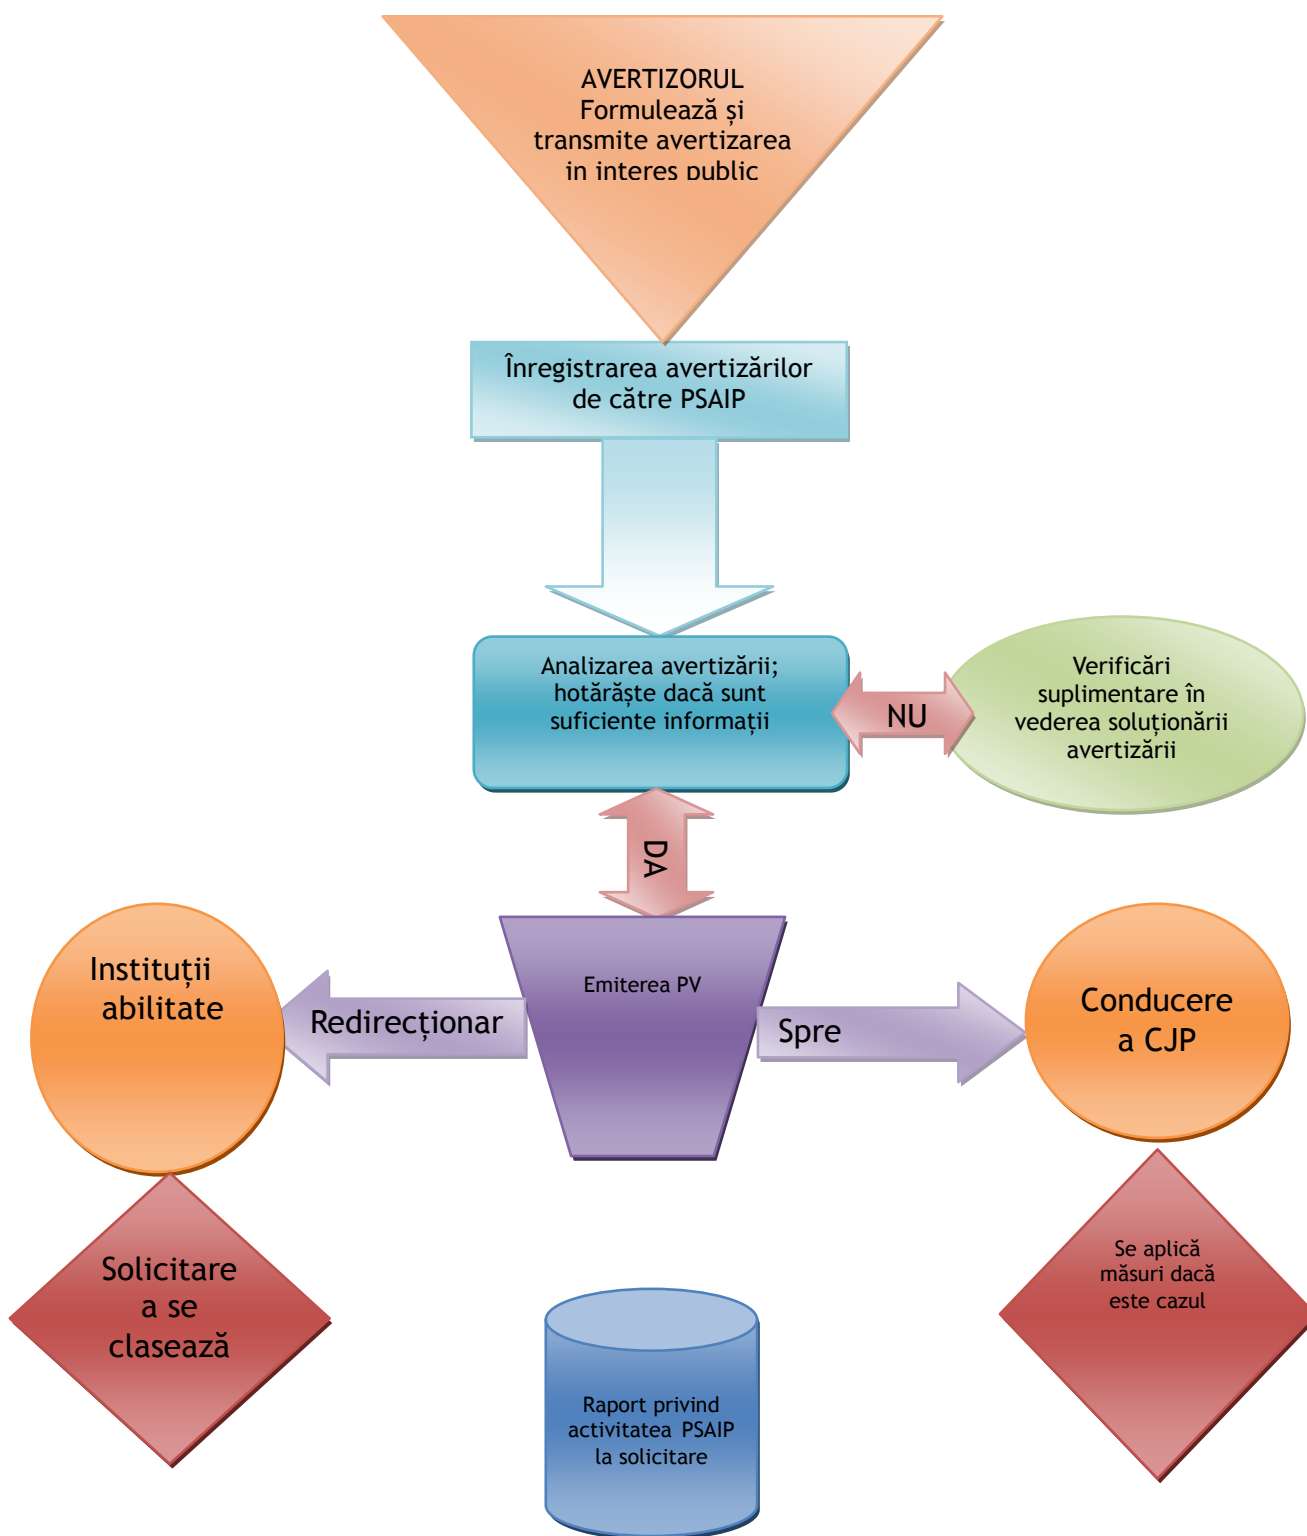 AVERTIZORUL
Formulează și
transmite avertizarea
in interes public
Înregistrarea avertizărilor
de către PSAIP
Analizarea avertizării;
hotărăște dacă sunt
suficiente informații
NU
Verificări
suplimentare în
vederea soluționării
avertizării
DA
Instituții
abilitate
Redirecționar
Emiterea PV
Spre
Conducere
a CJP
Solicitare
a se
clasează
Se aplică
măsuri dacă
este cazul
Raport privind
activitatea PSAIP
la solicitare